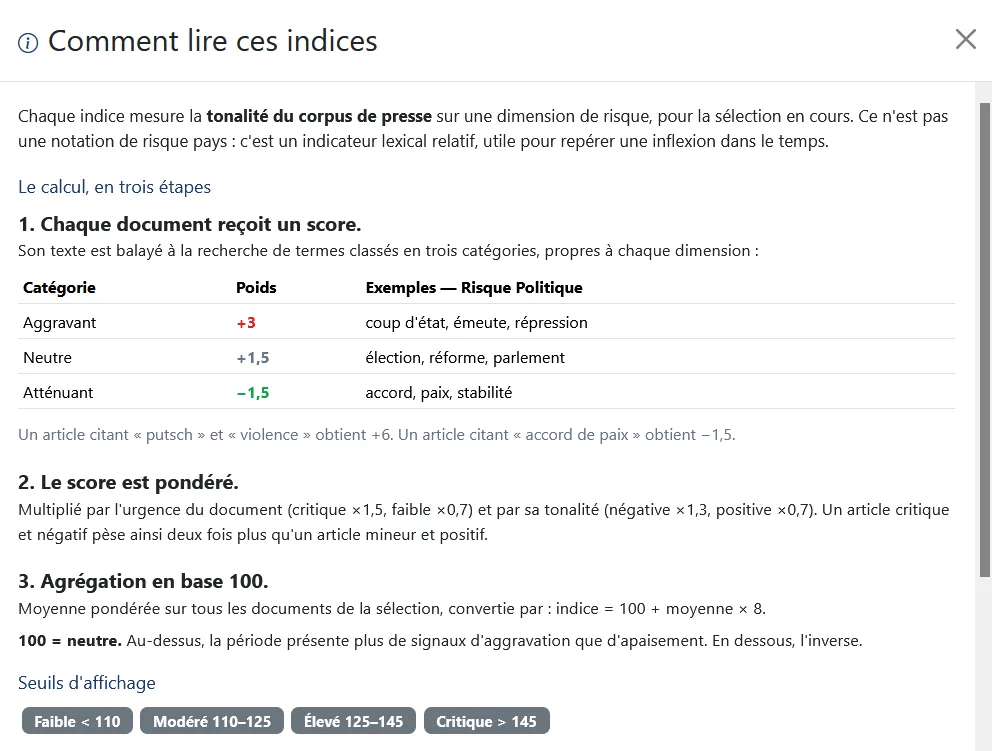 Comment lire ces indices
Chaque indice mesure la tonalité du corpus de presse sur une dimension de risque, pour la sélection en cours. Ce n'est pas
une notation de risque pays : c'est un indicateur lexical relatif, utile pour repérer une inflexion dans le temps.
Le calcul, en trois étapes
1. Chaque document reçoit un score.
Son texte est balayé à la recherche de termes classés en trois catégories, propres à chaque dimension :
Catégorie Poids Exemples — Risque Politique
Aggravant +3 coup d'état, émeute, répression
Neutre +1,5 élection, réforme, parlement
Atténuant −1,5 accord, paix, stabilité
Un article citant « putsch » et « violence » obtient +6. Un article citant « accord de paix » obtient −1,5.
2. Le score est pondéré.
Multiplié par l'urgence du document (critique ×1,5, faible ×0,7) et par sa tonalité (négative ×1,3, positive ×0,7). Un article critique
et négatif pèse ainsi deux fois plus qu'un article mineur et positif.
3. Agrégation en base 100.
Moyenne pondérée sur tous les documents de la sélection, convertie par : indice = 100 + moyenne × 8.
100 = neutre. Au-dessus, la période présente plus de signaux d'aggravation que d'apaisement. En dessous, l'inverse.
Seuils d'affichage
Faible < 110 Modéré 110–125 Élevé 125–145 Critique > 145